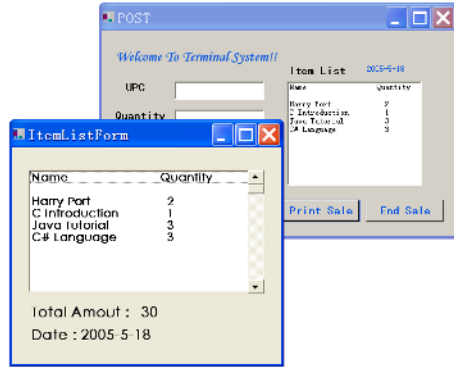 POST
Welcome To Terminal System!!
Item List 2005-5-18
UPC
Name Quantity
Harry Port 2
C Introduction 1
Java Tutorial 3
C# Language 3
Quantity
Print Sale End Sale
ItemListForm
Name Quantity
Harry Port 2
C Introduction 1
Java Tutorial 3
C# Language 3
Total Amout : 30
Date : 2005-5-18